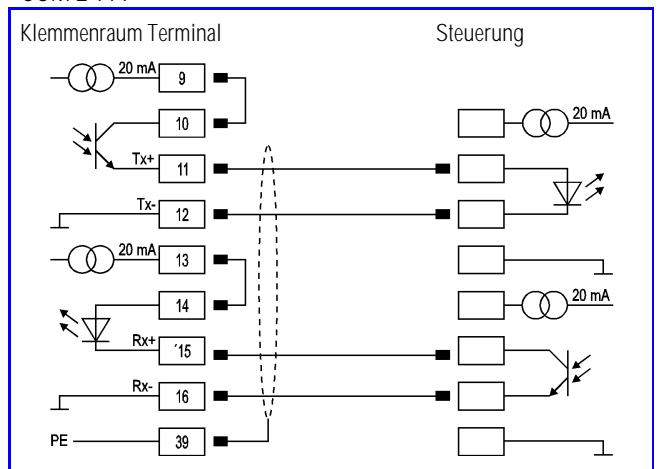 Klemmenraum Terminal
Steuerung
20 mA
9
10
20 mA
Tx+
11
Tx-
12
20 mA
13
14
20 mA
Rx+
´15
Rx-
16
PE
39